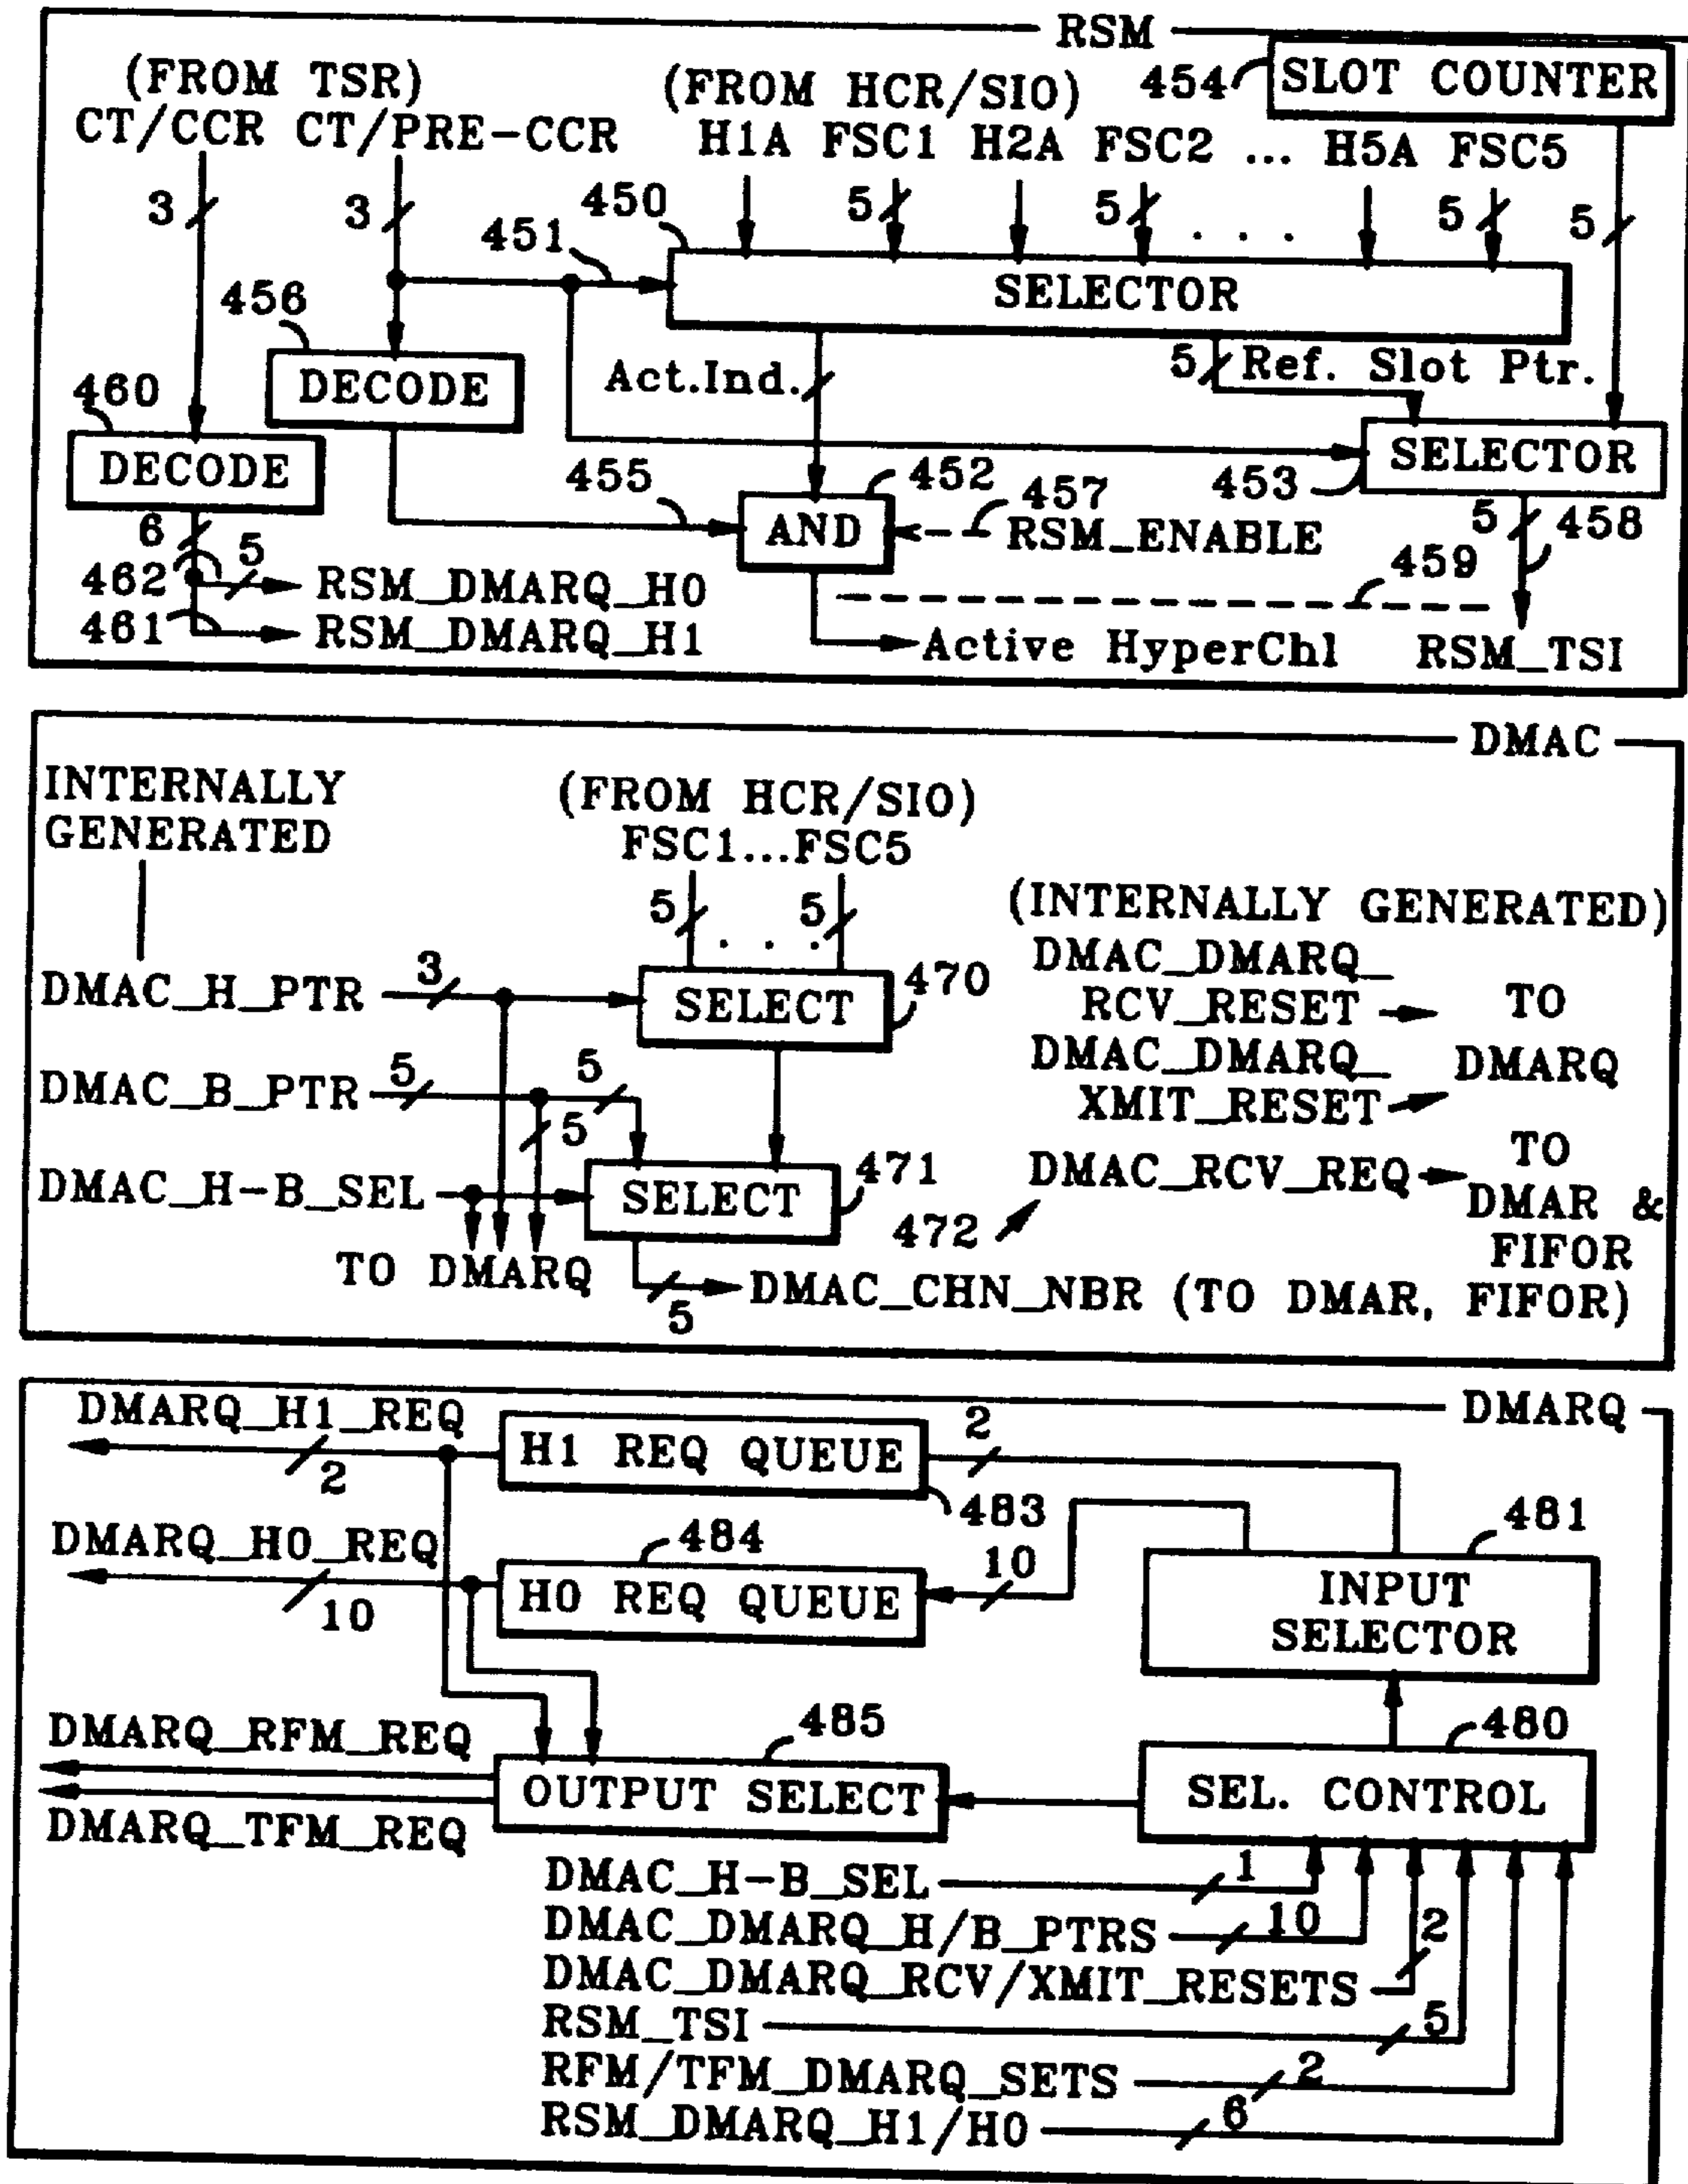 RSM
(FROM TSR)
CT/CCR CT/PRE-CCR
(FROM HCR/SIO)
H1A FSC1 H2A FSC2 ... H5A FSC5
454
SLOT COUNTER
3
3
450
5
5
5
5
451
. . .
SELECTOR
456
DECODE
Act.Ind.
5
Ref. Slot Ptr.
460
DECODE
SELECTOR
453
455
452
AND
457
RSM_ENABLE
5
458
6
462
5
RSM_DMARQ_H0
461
RSM_DMARQ_H1
459
Active HyperChl
RSM_TSI
DMAC
INTERNALLY
GENERATED
(FROM HCR/SIO)
FSC1...FSC5
5
5
. . .
(INTERNALLY GENERATED)
DMAC_DMARQ_
RCV_RESET
TO
DMAC_DMARQ_
XMIT_RESET
DMARQ
DMAC_H_PTR
3
SELECT
470
DMAC_B_PTR
5
5
5
DMAC_H-B_SEL
SELECT
471
472
DMAC_RCV_REQ
TO
DMAR &
FIFOR
TO DMARQ
5
DMAC_CHN_NBR (TO DMAR, FIFOR)
DMARQ
DMARQ_H1_REQ
2
H1 REQ QUEUE
2
483
DMARQ_H0_REQ
10
484
H0 REQ QUEUE
10
481
INPUT
SELECTOR
DMARQ_RFM_REQ
DMARQ_TFM_REQ
485
OUTPUT SELECT
480
SEL. CONTROL
DMAC_H-B_SEL
1
DMAC_DMARQ_H/B_PTRS
10
DMAC_DMARQ_RCV/XMIT_RESETS
2
RSM_TSI
5
RFM/TFM_DMARQ_SETS
2
RSM_DMARQ_H1/H0
6